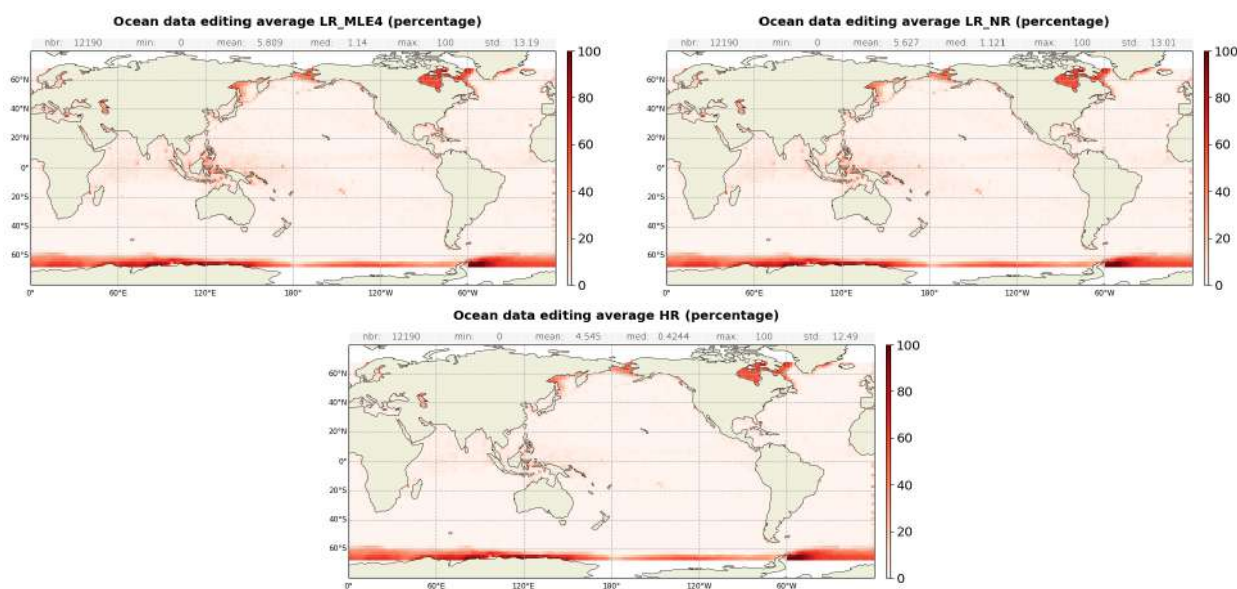 Ocean data editing average LR_MLE4 (percentage)
nbr: 12190 min: 0 mean: 5.809 med: 1.14 max: 100 std: 13.19
100
80
60
40
20
0
60°N
40°N
20°N
0°
20°S
40°S
60°S
0° 60°E 120°E 180° 120°W 60°W
Ocean data editing average LR_NR (percentage)
nbr: 12190 min: 0 mean: 5.627 med: 1.121 max: 100 std: 13.01
100
80
60
40
20
0
60°N
40°N
20°N
0°
20°S
40°S
60°S
0° 60°E 120°E 180° 120°W 60°W
Ocean data editing average HR (percentage)
nbr: 12190 min: 0 mean: 4.545 med: 0.4244 max: 100 std: 12.49
100
80
60
40
20
0
60°N
40°N
20°N
0°
20°S
40°S
60°S
0° 60°E 120°E 180° 120°W 60°W